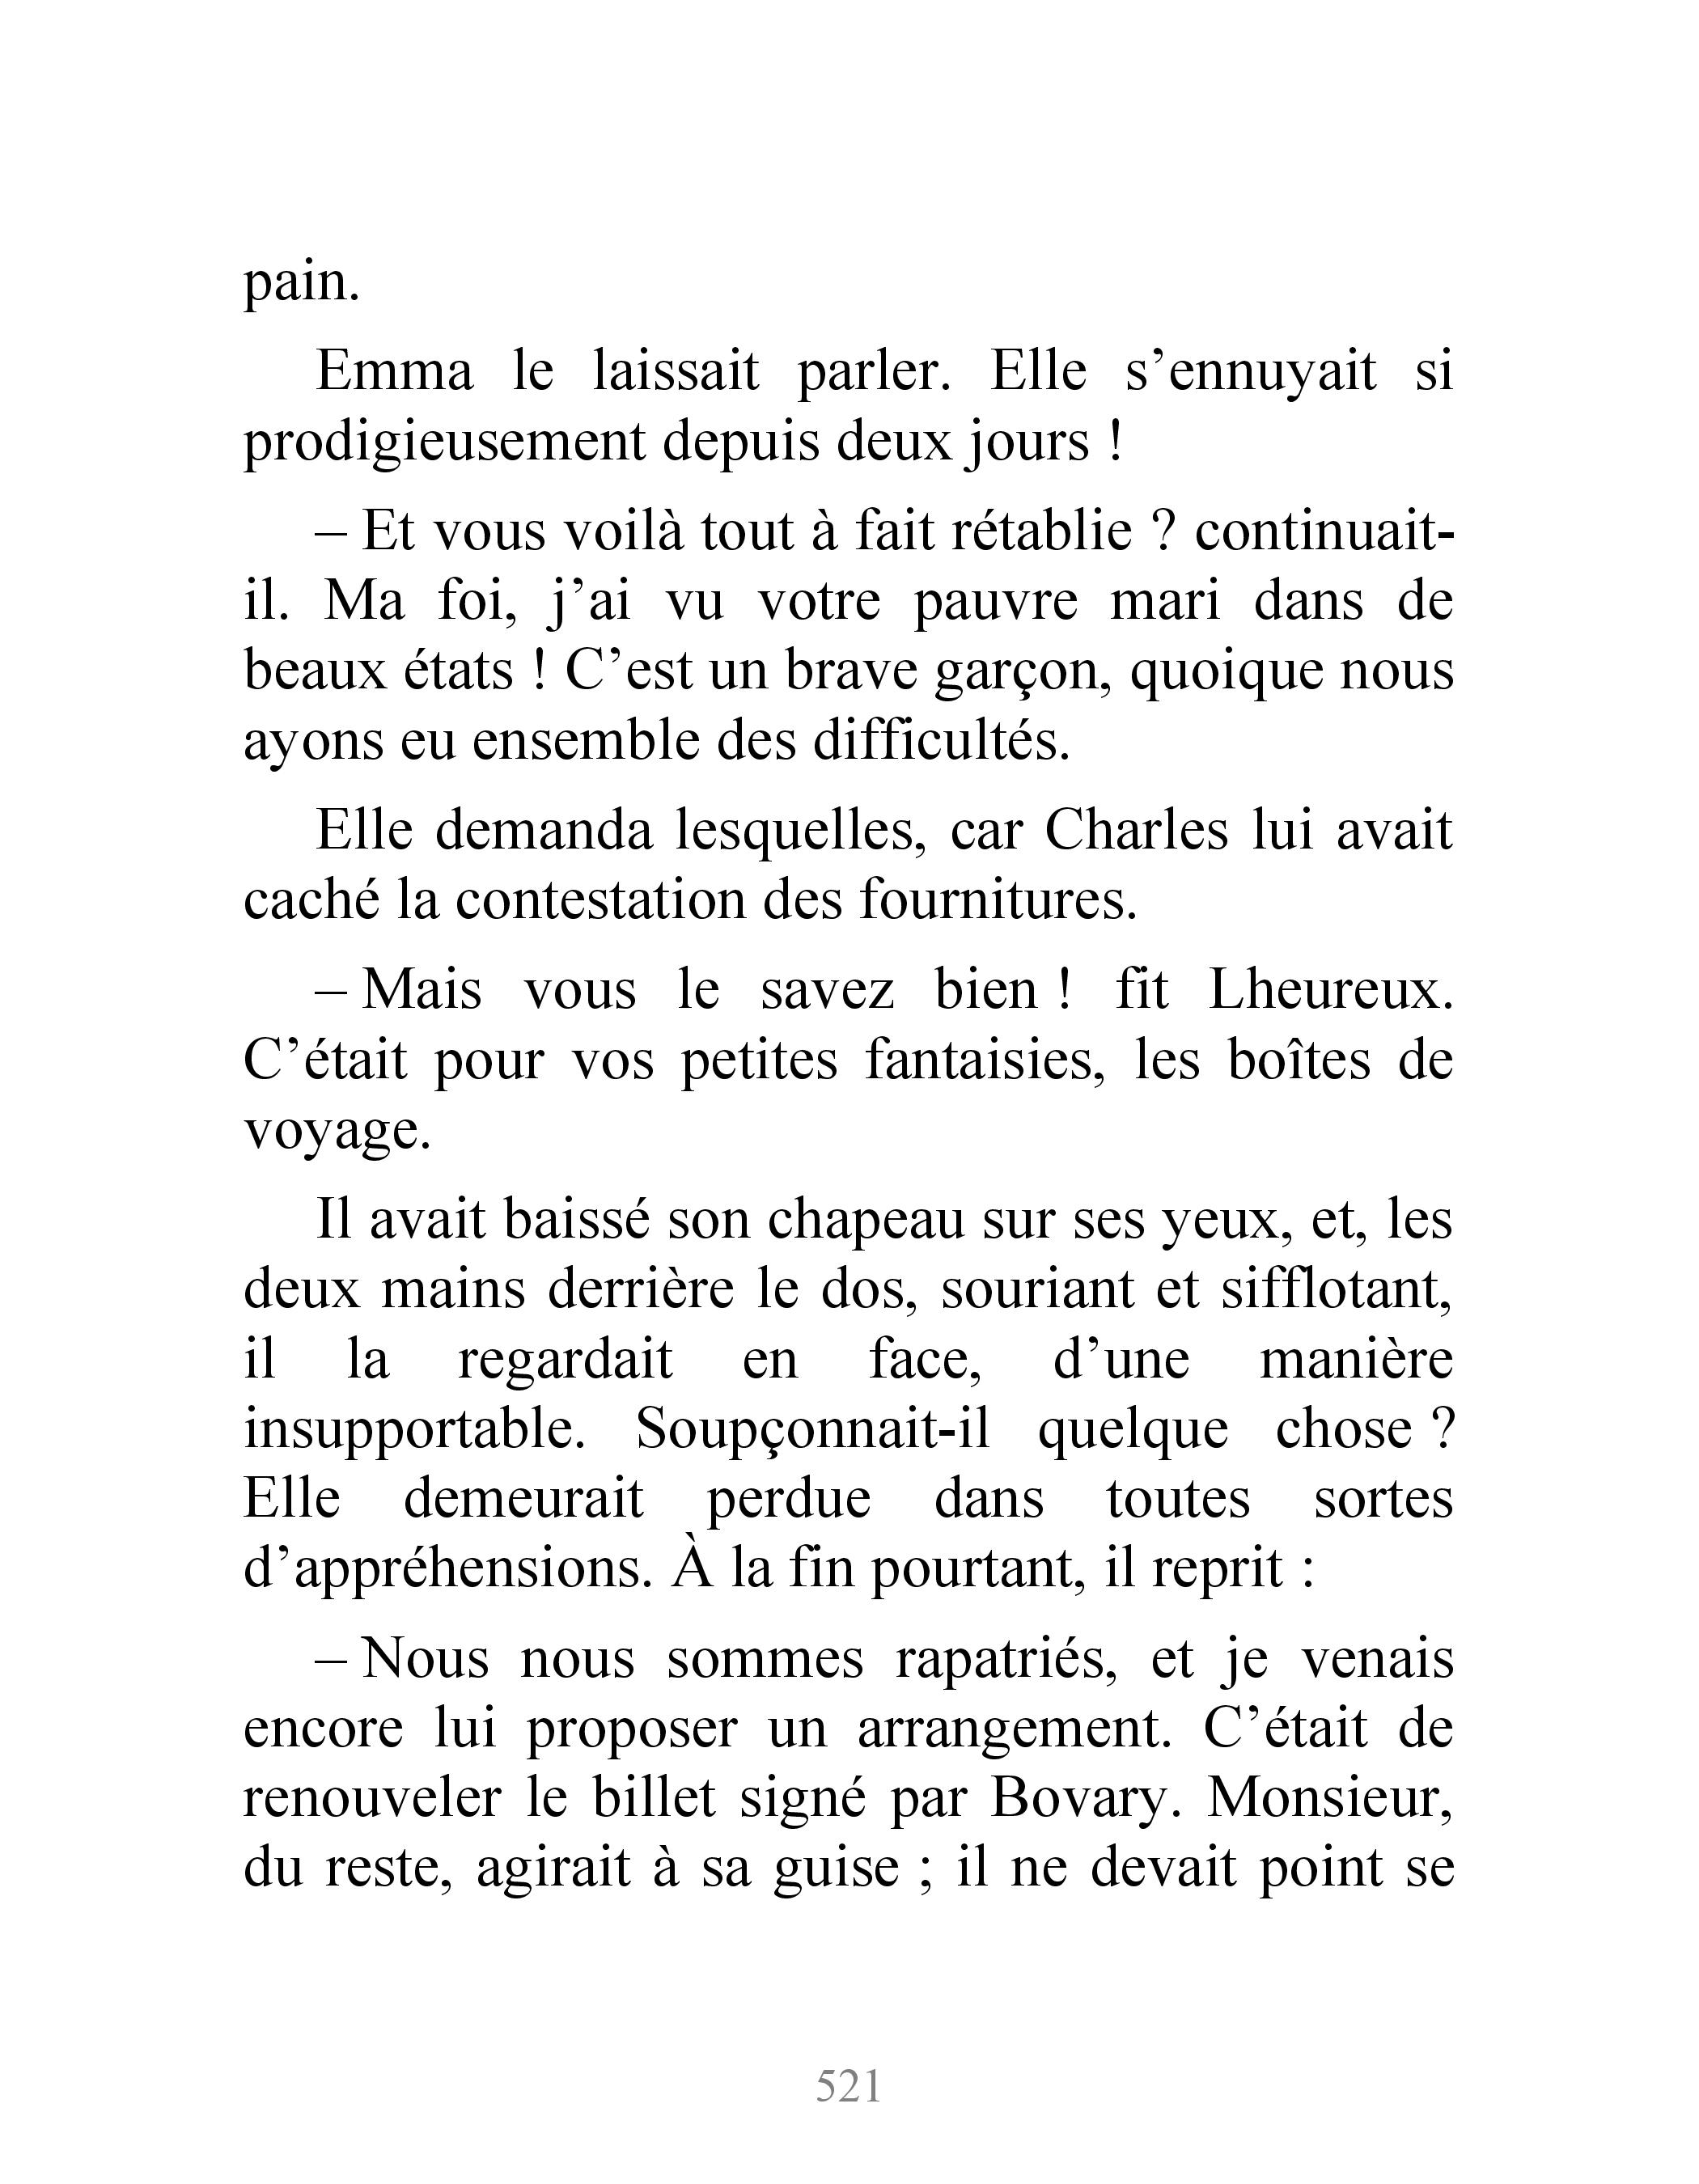 pain.
Emma le laissait parler. Elle s’ennuyait si
prodigieusement depuis deux jours !
– Et vous voilà tout à fait rétablie ? continuait-
il. Ma foi, j’ai vu votre pauvre mari dans de
beaux états ! C’est un brave garçon, quoique nous
ayons eu ensemble des difficultés.
Elle demanda lesquelles, car Charles lui avait
caché la contestation des fournitures.
– Mais vous le savez bien ! fit Lheureux.
C’était pour vos petites fantaisies, les boîtes de
voyage.
Il avait baissé son chapeau sur ses yeux, et, les
deux mains derrière le dos, souriant et sifflotant,
il la regardait en face, d’une manière
insupportable. Soupçonnait-il quelque chose ?
Elle demeurait perdue dans toutes sortes
d’appréhensions. À la fin pourtant, il reprit :
– Nous nous sommes rapatriés, et je venais
encore lui proposer un arrangement. C’était de
renouveler le billet signé par Bovary. Monsieur,
du reste, agirait à sa guise ; il ne devait point se
521